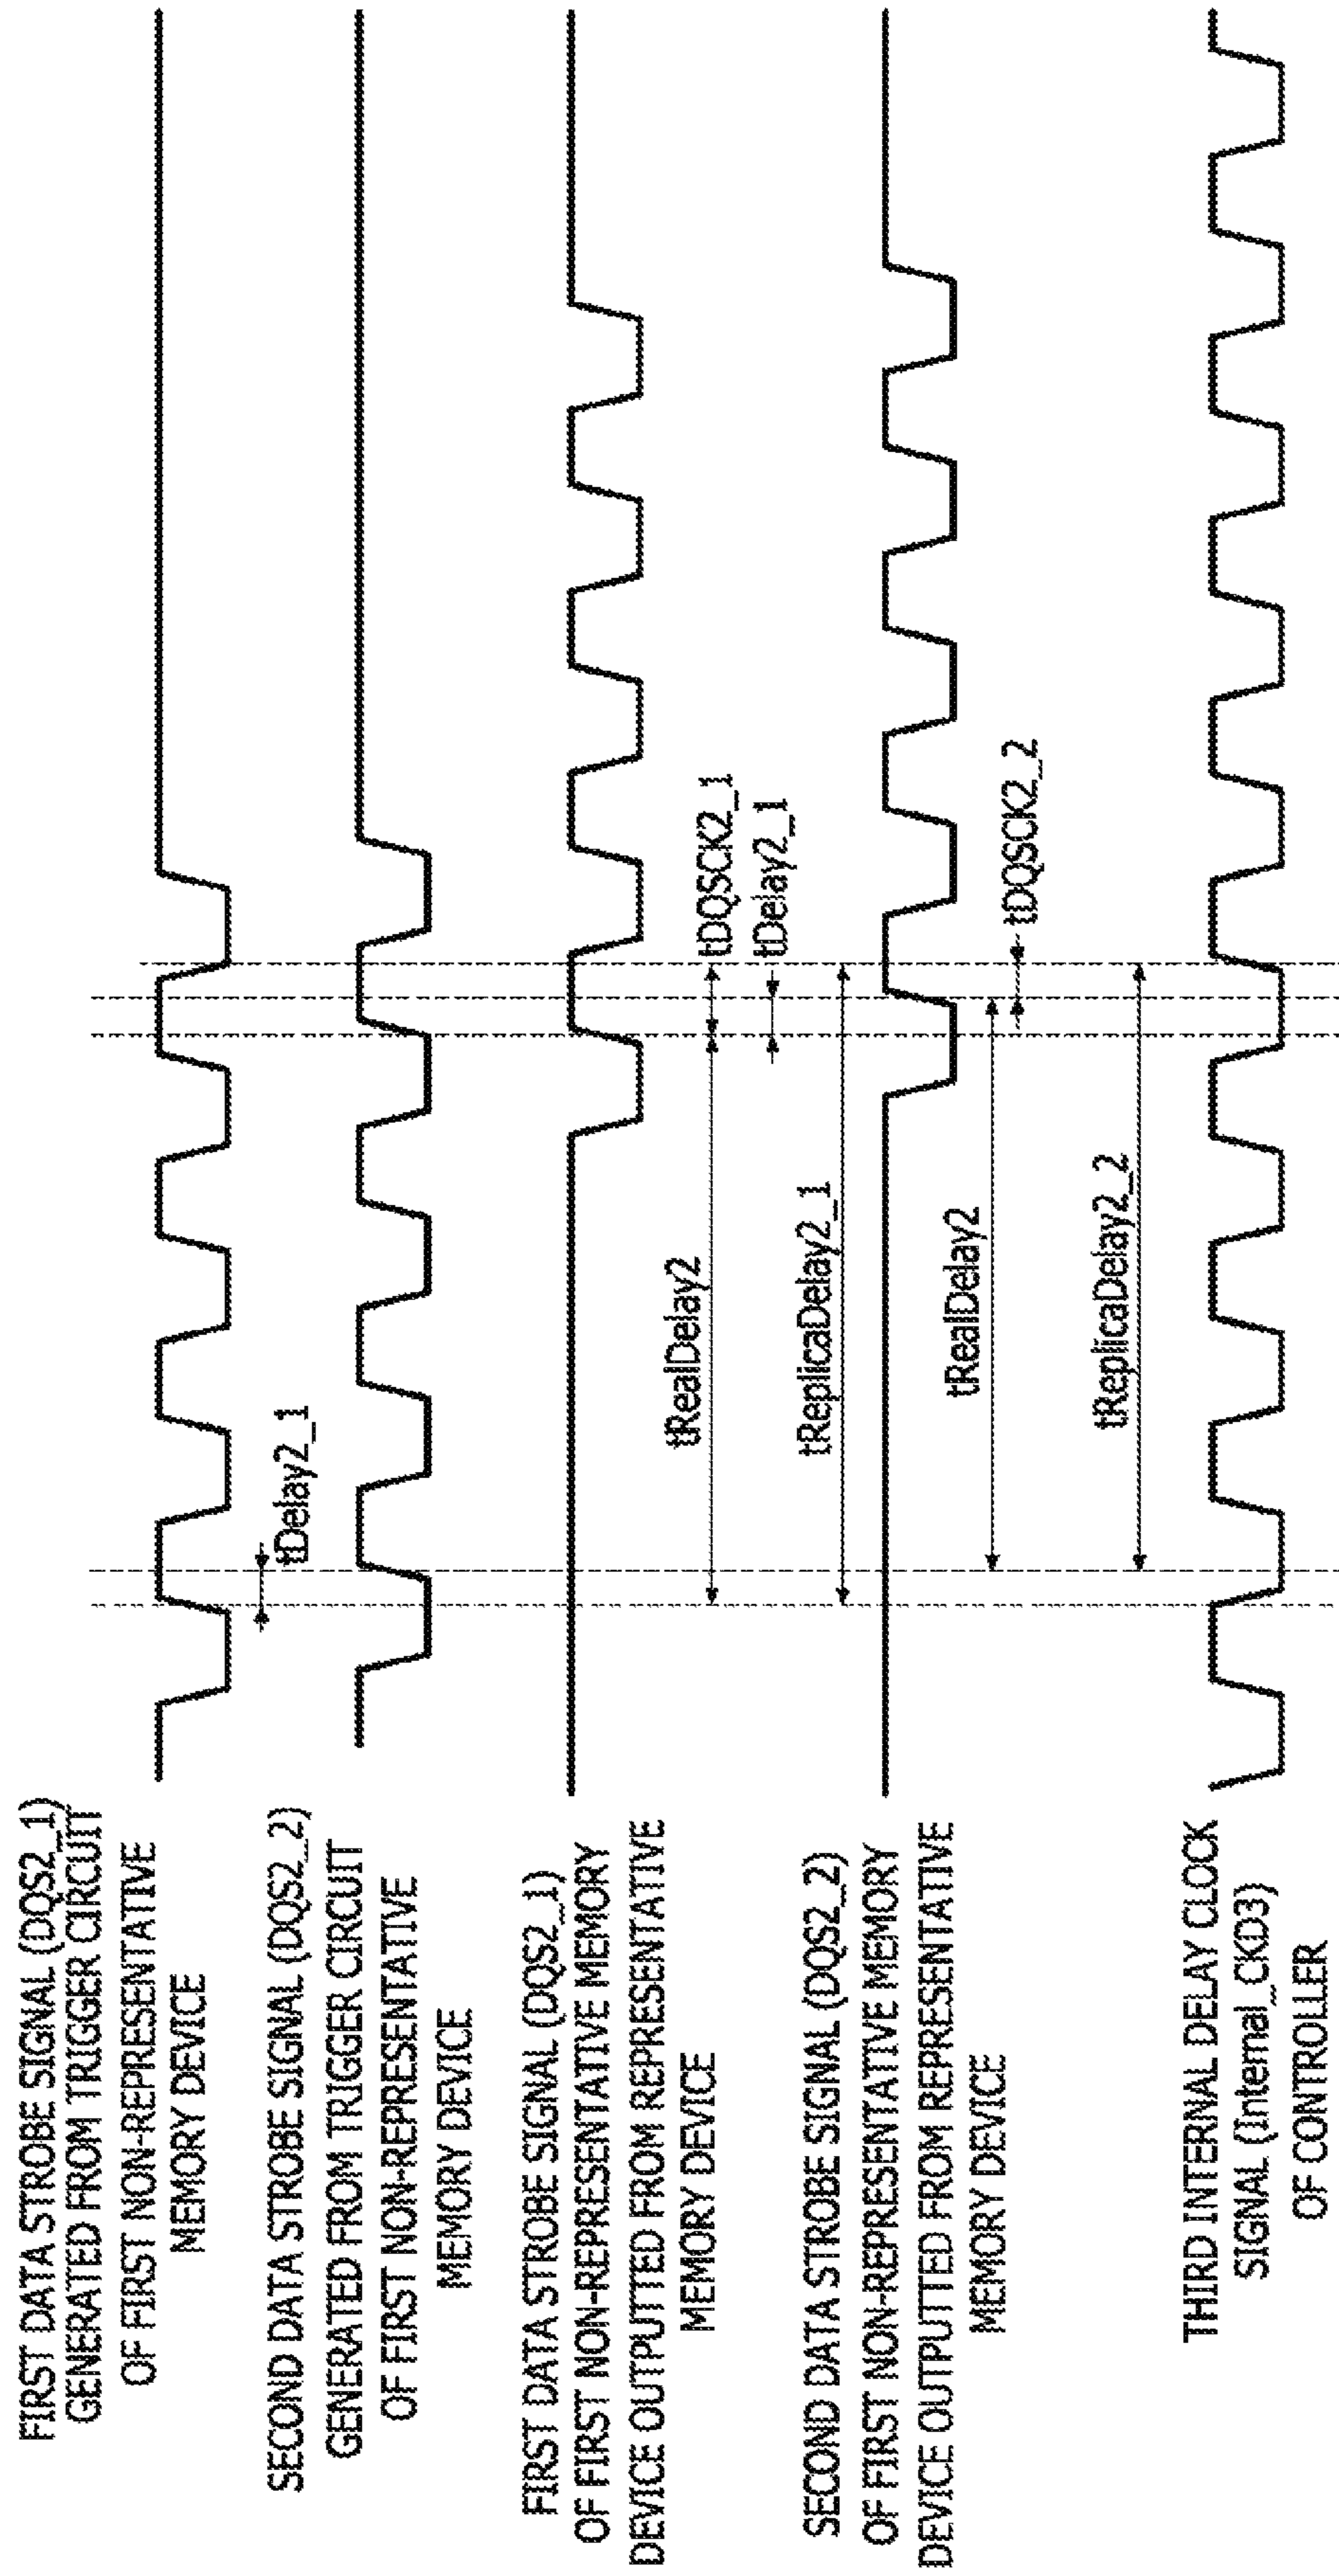 FIRST DATA STROBE SIGNAL (DQS2_1)
GENERATED FROM TRIGGER CIRCUIT
OF FIRST NON-REPRESENTATIVE
MEMORY DEVICE
tDelay2_1
SECOND DATA STROBE SIGNAL (DQS2_2)
GENERATED FROM TRIGGER CIRCUIT
OF FIRST NON-REPRESENTATIVE
MEMORY DEVICE
FIRST DATA STROBE SIGNAL (DQS2_1)
OF FIRST NON-REPRESENTATIVE MEMORY
DEVICE OUTPUTTED FROM REPRESENTATIVE
MEMORY DEVICE
tRealDelay2
tDQSCK2_1
tDelay2_1
tReplicaDelay2_1
SECOND DATA STROBE SIGNAL (DQS2_2)
OF FIRST NON-REPRESENTATIVE MEMORY
DEVICE OUTPUTTED FROM REPRESENTATIVE
MEMORY DEVICE
tRealDelay2
tDQSCK2_2
tReplicaDelay2_2
THIRD INTERNAL DELAY CLOCK
SIGNAL (Internal_CKD3)
OF CONTROLLER